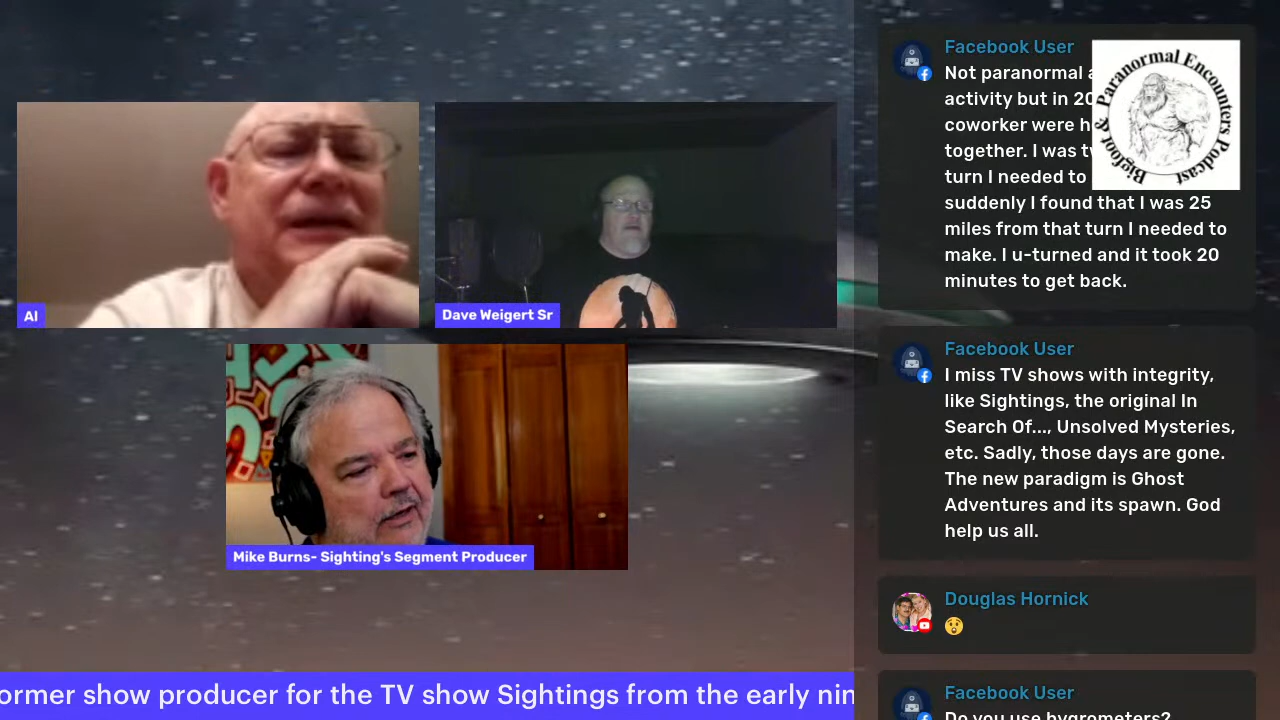 Facebook User
Not paranormal
activity but in 20
coworker were h
together. I was tw
turn I needed to
suddenly I found that I was 25
miles from that turn I needed to
make. I u-turned and it took 20
minutes to get back.
Bigfoot & Paranormal Encounters Podcast
Al
Dave Weigert Sr
Facebook User
I miss TV shows with integrity,
like Sightings, the original In
Search Of..., Unsolved Mysteries,
etc. Sadly, those days are gone.
The new paradigm is Ghost
Adventures and its spawn. God
help us all.
Mike Burns- Sighting's Segment Producer
Douglas Hornick
😲
Facebook User
Do you use hygrometers?
ormer show producer for the TV show Sightings from the early nin